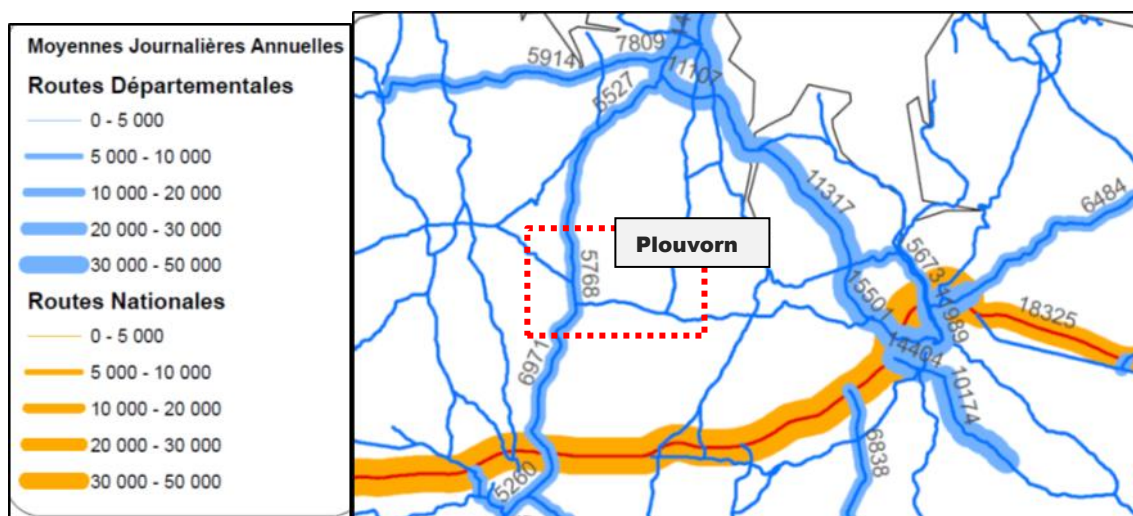 Moyennes Journalières Annuelles
Routes Départementales
0 - 5 000
5 000 - 10 000
10 000 - 20 000
20 000 - 30 000
30 000 - 50 000
Routes Nationales
0 - 5 000
5 000 - 10 000
10 000 - 20 000
20 000 - 30 000
30 000 - 50 000
5914
7809
11107
5527
11317
6484
Plouvorn
5768
5673
15501
18325
14404
6971
10174
6838
5260